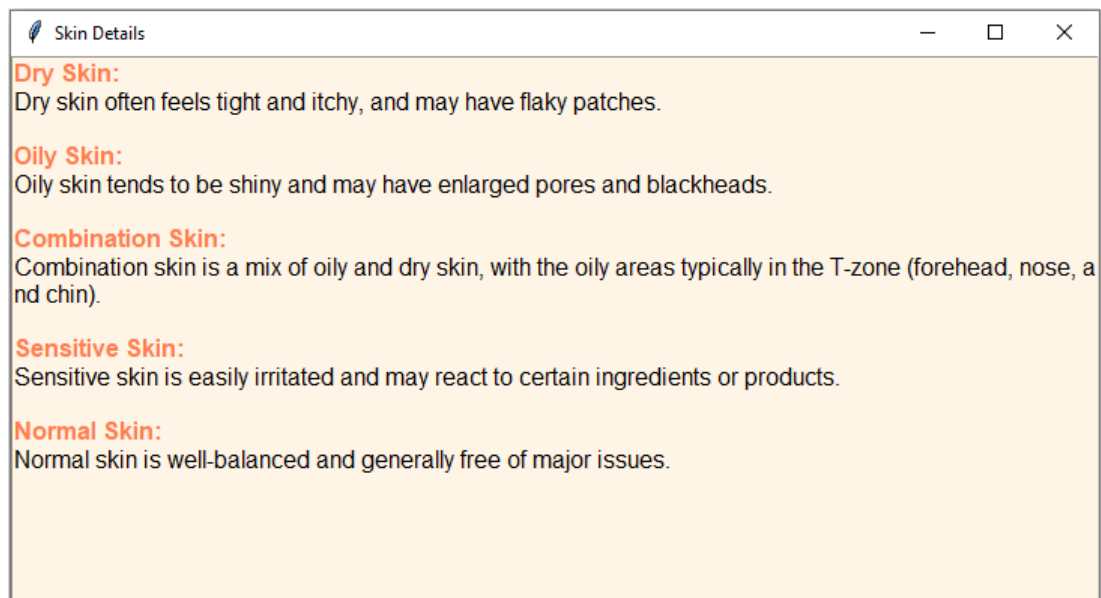 Skin Details
Dry Skin:
Dry skin often feels tight and itchy, and may have flaky patches.
Oily Skin:
Oily skin tends to be shiny and may have enlarged pores and blackheads.
Combination Skin:
Combination skin is a mix of oily and dry skin, with the oily areas typically in the T-zone (forehead, nose, a
nd chin).
Sensitive Skin:
Sensitive skin is easily irritated and may react to certain ingredients or products.
Normal Skin:
Normal skin is well-balanced and generally free of major issues.